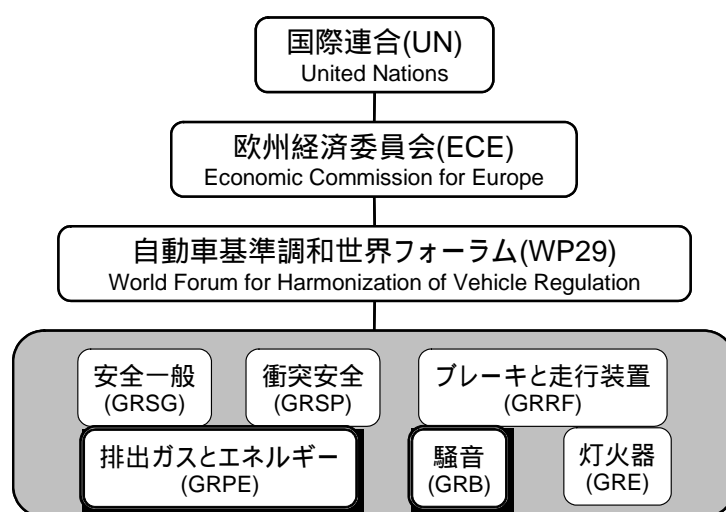 国際連合(UN)
United Nations
欧州経済委員会(ECE)
Economic Commission for Europe
自動車基準調和世界フォーラム(WP29)
World Forum for Harmonization of Vehicle Regulation
安全一般
(GRSG)
衝突安全
(GRSP)
ブレーキと走行装置
(GRRF)
排出ガスとエネルギー
(GRPE)
騒音
(GRB)
灯火器
(GRE)